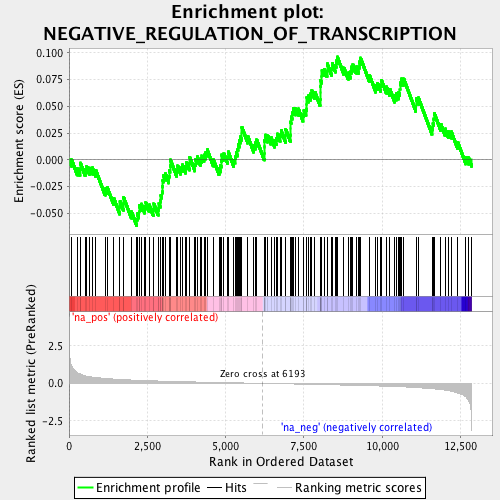 Enrichment plot:
NEGATIVE_REGULATION_OF_TRANSCRIPTION
Enrichment score (ES)
0.100
0.075
0.050
0.025
0.000
-0.025
-0.050
'na_pos' (positively correlated)
Ranked list metric (PreRanked)
2.5
0.0
-2.5
Zero cross at 6193
'na_neg' (negatively correlated)
0
2,500
5,000
7,500
10,000
12,500
Rank in Ordered Dataset
Enrichment profile
Hits
Ranking metric scores